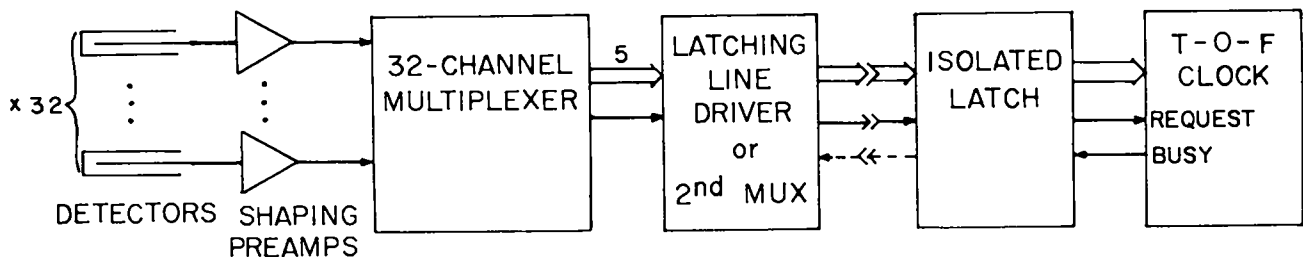 x 32
DETECTORS
SHAPING
PREAMPS
32-CHANNEL
MULTIPLEXER
5
LATCHING
LINE
DRIVER
or
2nd MUX
ISOLATED
LATCH
T-O-F
CLOCK
REQUEST
BUSY